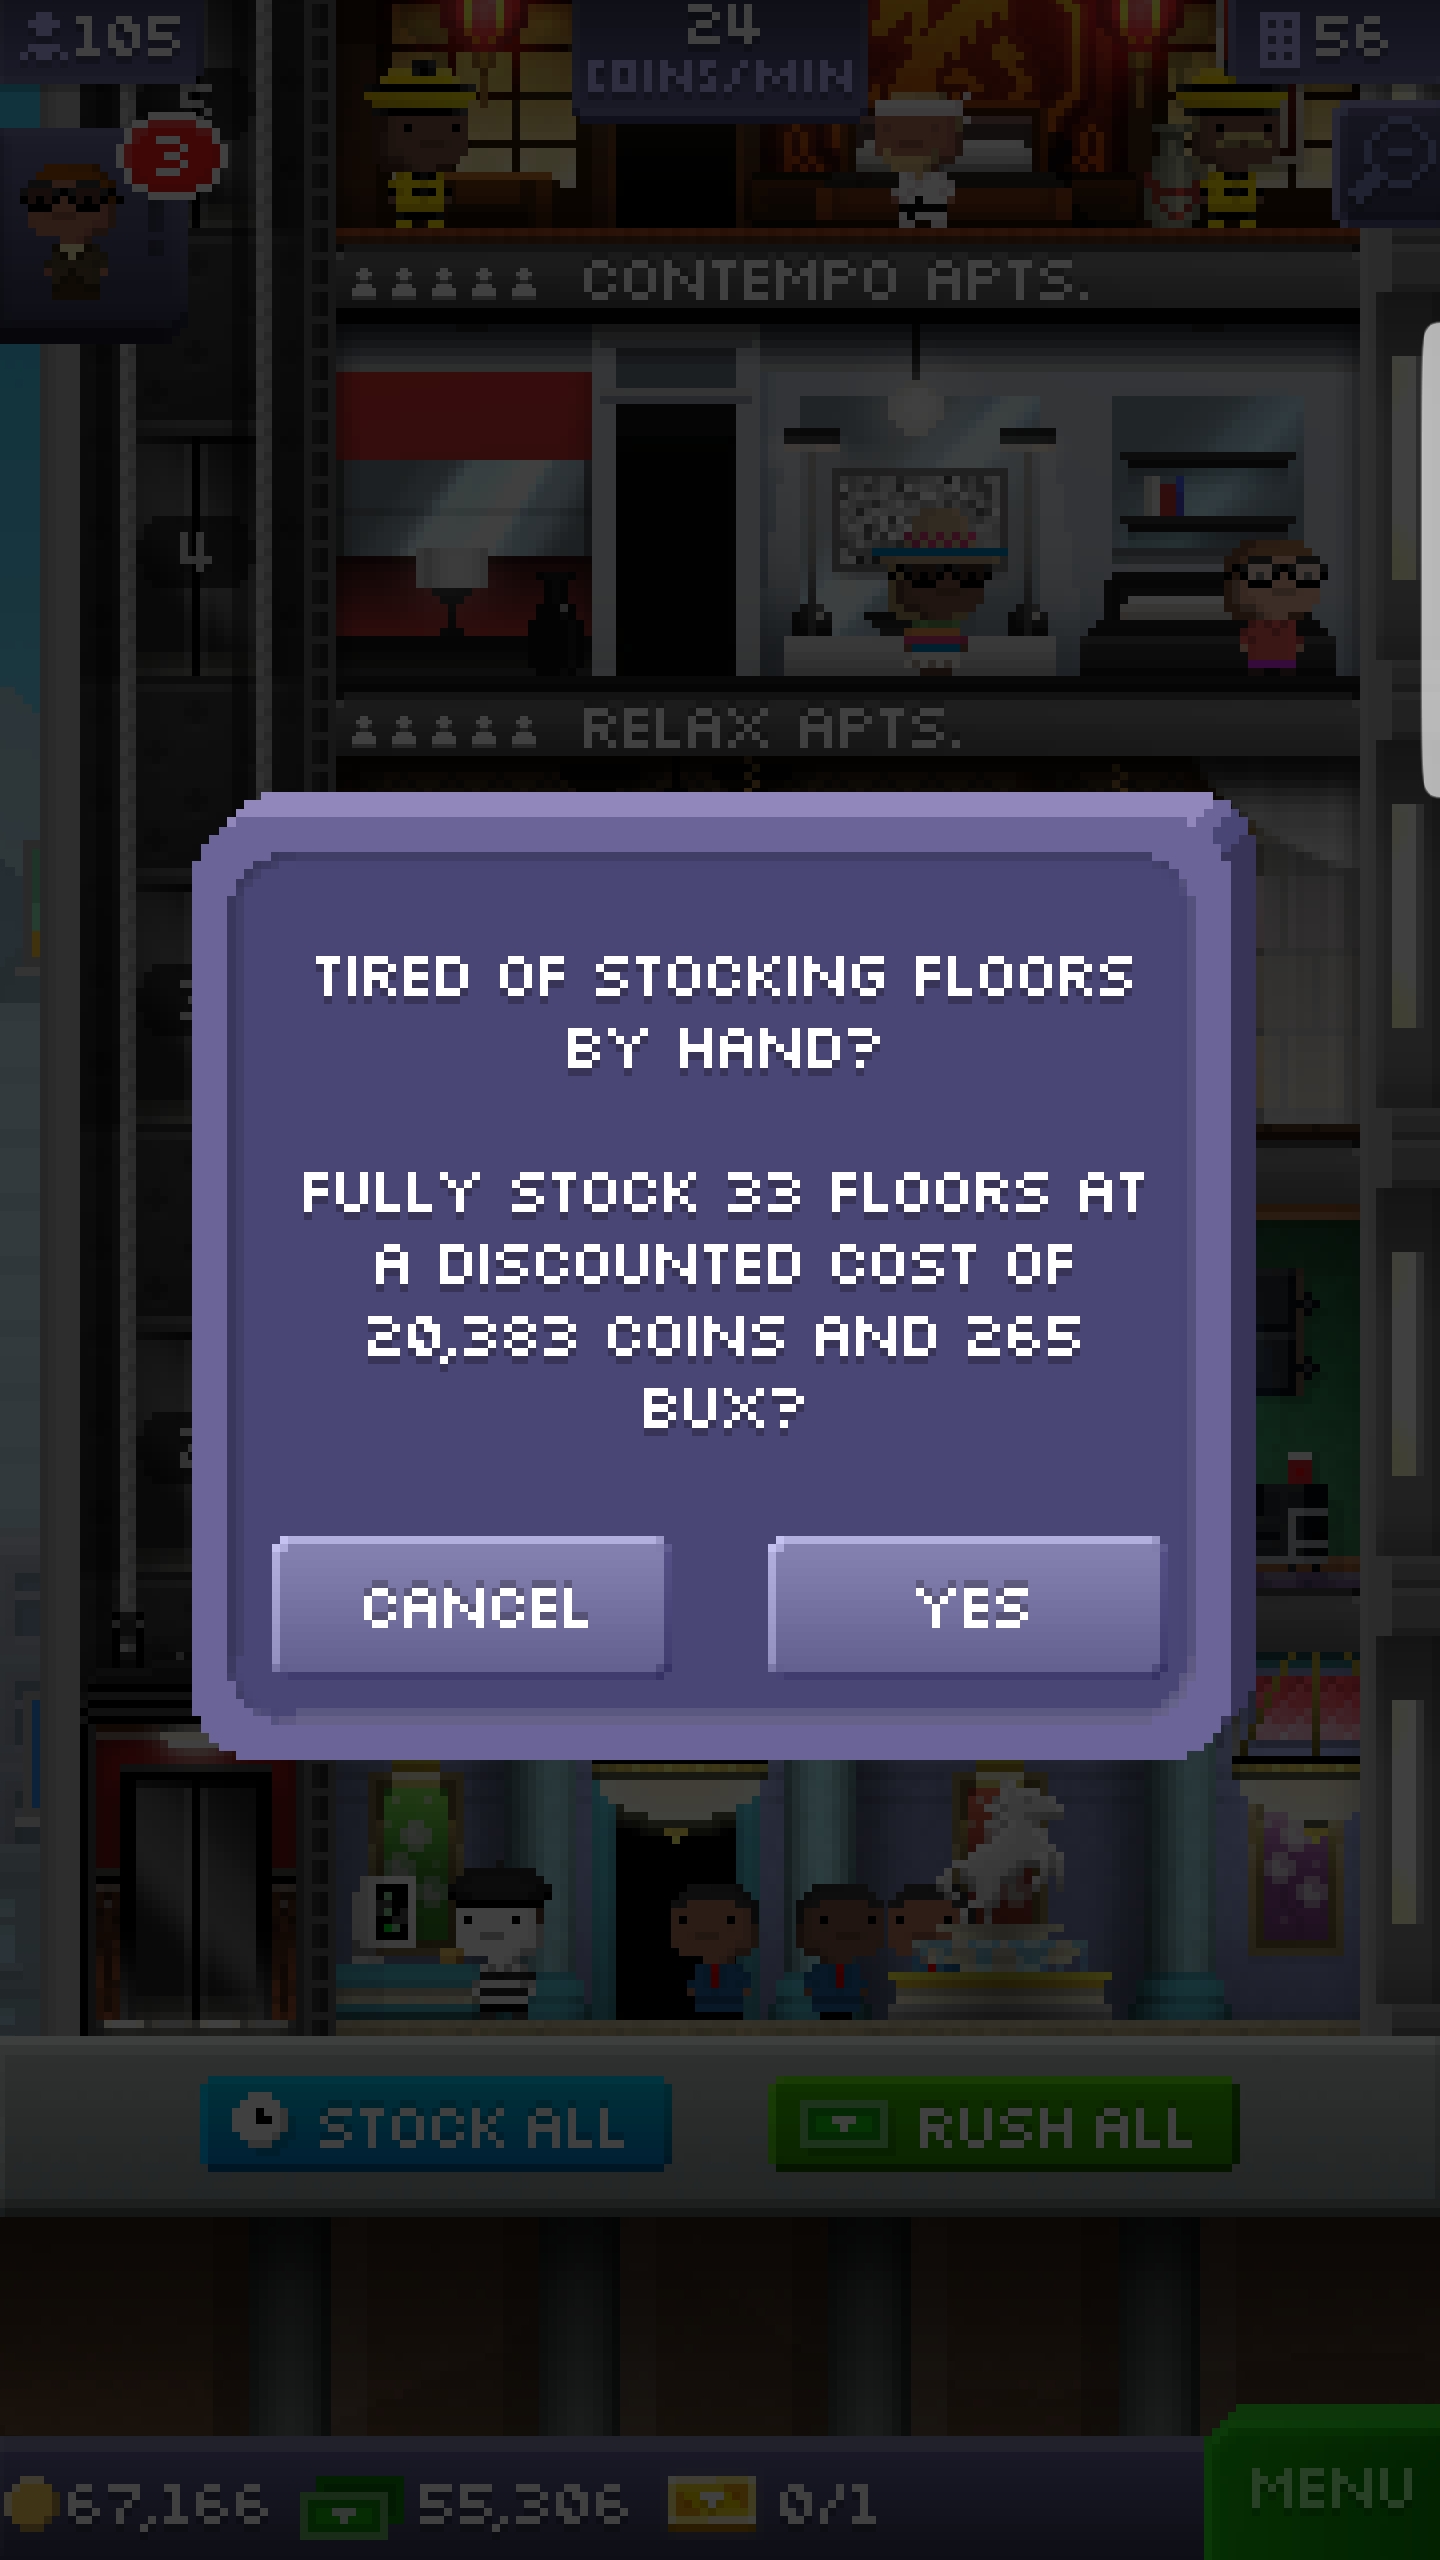 105
24
COINS/MIN
56
3
5
CONTEMPO APTS.
4
RELAX APTS.
TIRED OF STOCKING FLOORS
BY HAND?
FULLY STOCK 33 FLOORS AT
A DISCOUNTED COST OF
20,383 COINS AND 265
BUX?
CANCEL
YES
STOCK ALL
RUSH ALL
67,166
55,306
0/1
MENU